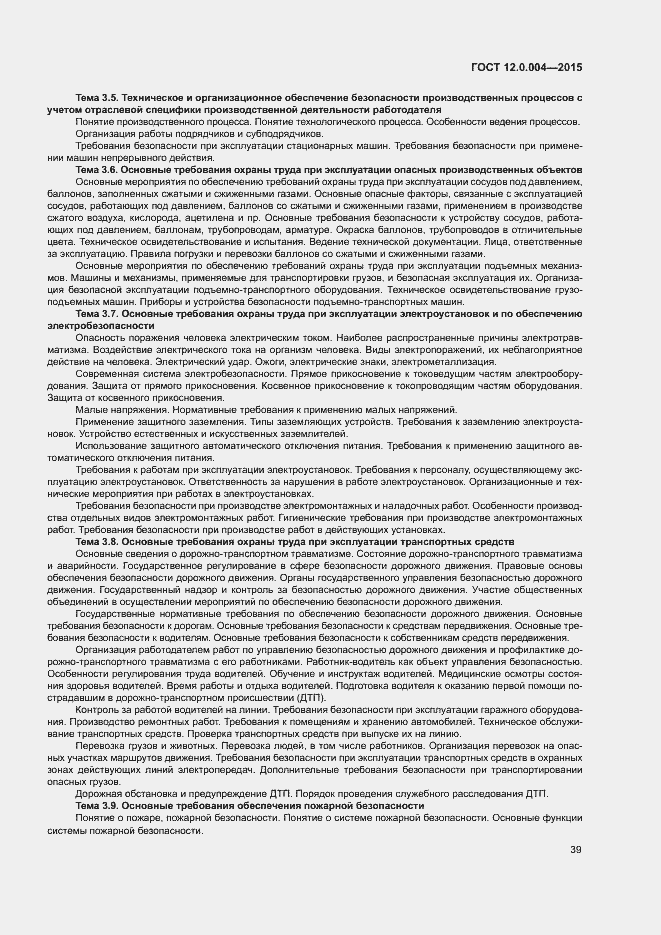 ГОСТ 12.0.004—2015
Тема 3.5. Техническое и организационное обеспечение безопасности производственных процессов с
учетом отраслевой специфики производственной деятельности работодателя
Понятие производственного процесса. Понятие технологического процесса. Особенности ведения процессов.
Организация работы подрядчиков и субподрядчиков.
Требования безопасности при эксплуатации стационарных машин. Требования безопасности при примене-
нии машин непрерывного действия.
Тема 3.6. Основные требования охраны труда при эксплуатации опасных производственных объектов
Основные мероприятия по обеспечению требований охраны труда при эксплуатации сосудов под давлением,
баллонов, заполненных сжатыми и сжиженными газами. Основные опасные факторы, связанные с эксплуатацией
сосудов, работающих под давлением, баллонов со сжатыми и сжиженными газами, применением в производстве
сжатого воздуха, кислорода, ацетилена и пр. Основные требования безопасности к устройству сосудов, работа-
ющих под давлением, баллонам, трубопроводам, арматуре. Окраска баллонов, трубопроводов в отличительные
цвета. Техническое освидетельствование и испытания. Ведение технической документации. Лица, ответственные
за эксплуатацию. Правила погрузки и перевозки баллонов со сжатыми и сжиженными газами.
Основные мероприятия по обеспечению требований охраны труда при эксплуатации подъемных механиз-
мов. Машины и механизмы, применяемые для транспортировки грузов, и безопасная эксплуатация их. Организа-
ция безопасной эксплуатации подъемно-транспортного оборудования. Техническое освидетельствование грузо-
подъемных машин. Приборы и устройства безопасности подъемно-транспортных машин.
Тема 3.7. Основные требования охраны труда при эксплуатации электроустановок и по обеспечению
электробезопасности
Опасность поражения человека электрическим током. Наиболее распространенные причины электротрав-
матизма. Воздействие электрического тока на организм человека. Виды электропоражений, их неблагоприятное
действие на человека. Электрический удар. Ожоги, электрические знаки, электрометаллизация.
Современная система электробезопасности. Прямое прикосновение к токоведущим частям электрообору-
дования. Защита от прямого прикосновения. Косвенное прикосновение к токопроводящим частям оборудования.
Защита от косвенного прикосновения.
Малые напряжения. Нормативные требования к применению малых напряжений.
Применение защитного заземления. Типы заземляющих устройств. Требования к заземлению электроуста-
новок. Устройство естественных и искусственных заземлителей.
Использование защитного автоматического отключения питания. Требования к применению защитного ав-
томатического отключения питания.
Требования к работам при эксплуатации электроустановок. Требования к персоналу, осуществляющему экс-
плуатацию электроустановок. Ответственность за нарушения в работе электроустановок. Организационные и тех-
нические мероприятия при работах в электроустановках.
Требования безопасности при производстве электромонтажных и наладочных работ. Особенности производ-
ства отдельных видов электромонтажных работ. Гигиенические требования при производстве электромонтажных
работ. Требования безопасности при производстве работ в действующих установках.
Тема 3.8. Основные требования охраны труда при эксплуатации транспортных средств
Основные сведения о дорожно-транспортном травматизме. Состояние дорожно-транспортного травматизма
и аварийности. Государственное регулирование в сфере безопасности дорожного движения. Правовые основы
обеспечения безопасности дорожного движения. Органы государственного управления безопасностью дорожного
движения. Государственный надзор и контроль за безопасностью дорожного движения. Участие общественных
объединений в осуществлении мероприятий по обеспечению безопасности дорожного движения.
Государственные нормативные требования по обеспечению безопасности дорожного движения. Основные
требования безопасности к дорогам. Основные требования безопасности к средствам передвижения. Основные тре-
бования безопасности к водителям. Основные требования безопасности к собственникам средств передвижения.
Организация работодателем работ по управлению безопасностью дорожного движения и профилактике до-
рожно-транспортного травматизма с его работниками. Работник-водитель как объект управления безопасностью.
Особенности регулирования труда водителей. Обучение и инструктаж водителей. Медицинские осмотры состоя-
ния здоровья водителей. Время работы и отдыха водителей. Подготовка водителя к оказанию первой помощи по-
страдавшим в дорожно-транспортном происшествии (ДТП).
Контроль за работой водителей на линии. Требования безопасности при эксплуатации гаражного оборудова-
ния. Производство ремонтных работ. Требования к помещениям и хранению автомобилей. Техническое обслужи-
вание транспортных средств. Проверка транспортных средств при выпуске их на линию.
Перевозка грузов и животных. Перевозка людей, в том числе работников. Организация перевозок на опас-
ных участках маршрутов движения. Требования безопасности при эксплуатации транспортных средств в охранных
зонах действующих линий электропередач. Дополнительные требования безопасности при транспортировании
опасных грузов.
Дорожная обстановка и предупреждение ДТП. Порядок проведения служебного расследования ДТП.
Тема 3.9. Основные требования обеспечения пожарной безопасности
Понятие о пожаре, пожарной безопасности. Понятие о системе пожарной безопасности. Основные функции
системы пожарной безопасности.
39